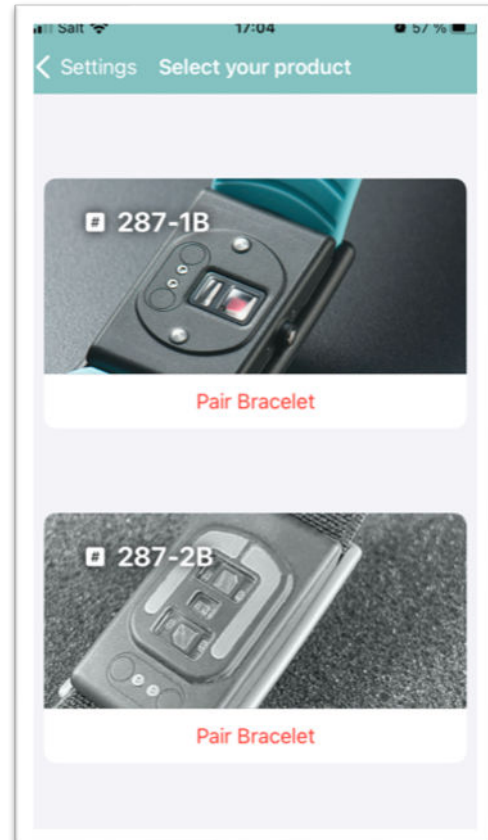 Salt 17:04 57 %
Settings Select your product
# 287-1B
Pair Bracelet
# 287-2B
Pair Bracelet